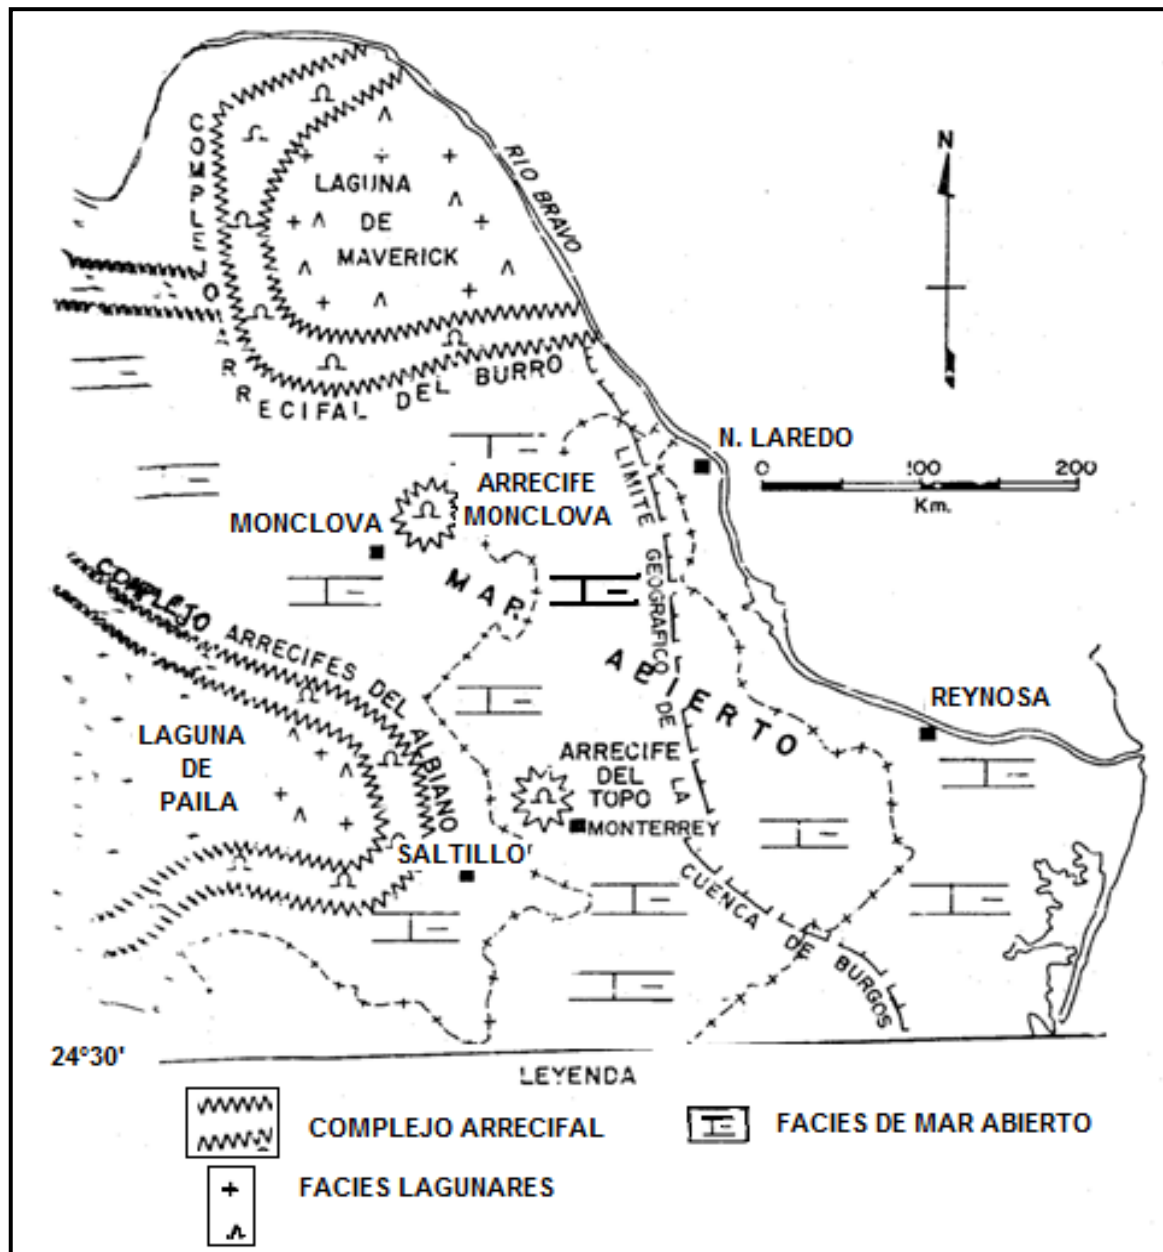 N
RIO BRAVO
COMPLEJO ARRECIFAL DEL BURRO
LAGUNA
DE
MAVERICK
N. LAREDO
0 100 200
Km.
ARRECIFE
MONCLOVA
MONCLOVA
LIMITE GEOGRAFICO DE LA CUENCA DE BURGOS
MAR ABIERTO
COMPLEJO ARRECIFES DEL ALBIANO
REYNOSA
LAGUNA
DE
PAILA
ARRECIFE
DEL
TOPO
MONTERREY
SALTILLO
24°30'
LEYENDA
COMPLEJO ARRECIFAL
FACIES DE MAR ABIERTO
FACIES LAGUNARES